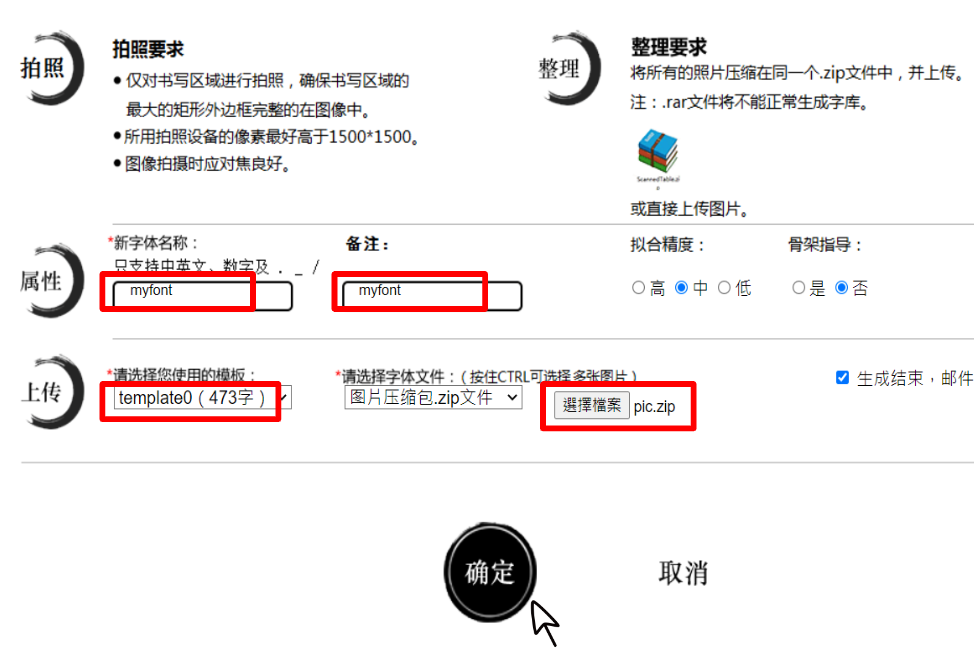 拍照
拍照要求
● 仅对书写区域进行拍照，确保书写区域的
最大的矩形外边框完整的在图像中。
● 所用拍照设备的像素最好高于1500*1500。
● 图像拍摄时应对焦良好。
整理
整理要求
将所有的照片压缩在同一个.zip文件中，并上传。
注：.rar文件将不能正常生成字库。
ScannedTable.zi
p
或直接上传图片。
属性
*新字体名称：
只支持中英文、数字及 . _ /
myfont
备注：
myfont
拟合精度：
高 中 低
骨架指导：
是 否
上传
*请选择您使用的模板：
template0（473字）
*请选择字体文件：（按住CTRL可选择多张图片）
图片压缩包.zip文件
選擇檔案 pic.zip
生成结束，邮件
确定
取消